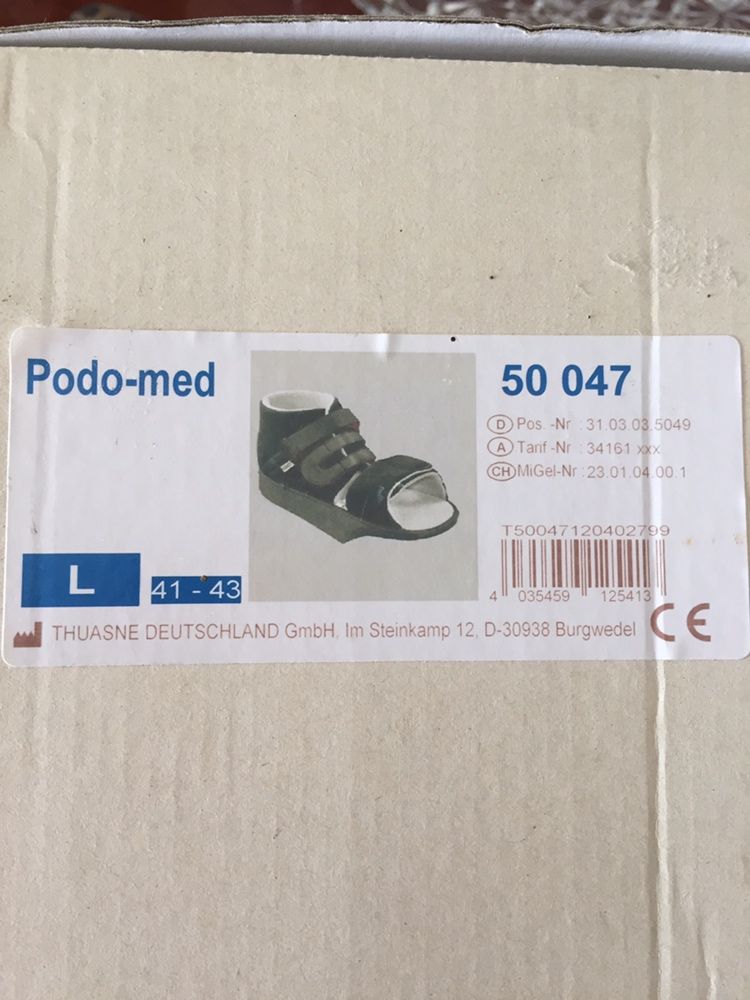 Podo-med
50 047
D Pos. -Nr : 31.03.03.5049
A Tarif -Nr : 34161 xxx
CH MiGel-Nr : 23.01.04.00.1
T50047120402799
4 035459 125413
L 41 - 43
THUASNE DEUTSCHLAND GmbH, Im Steinkamp 12, D-30938 Burgwedel CE